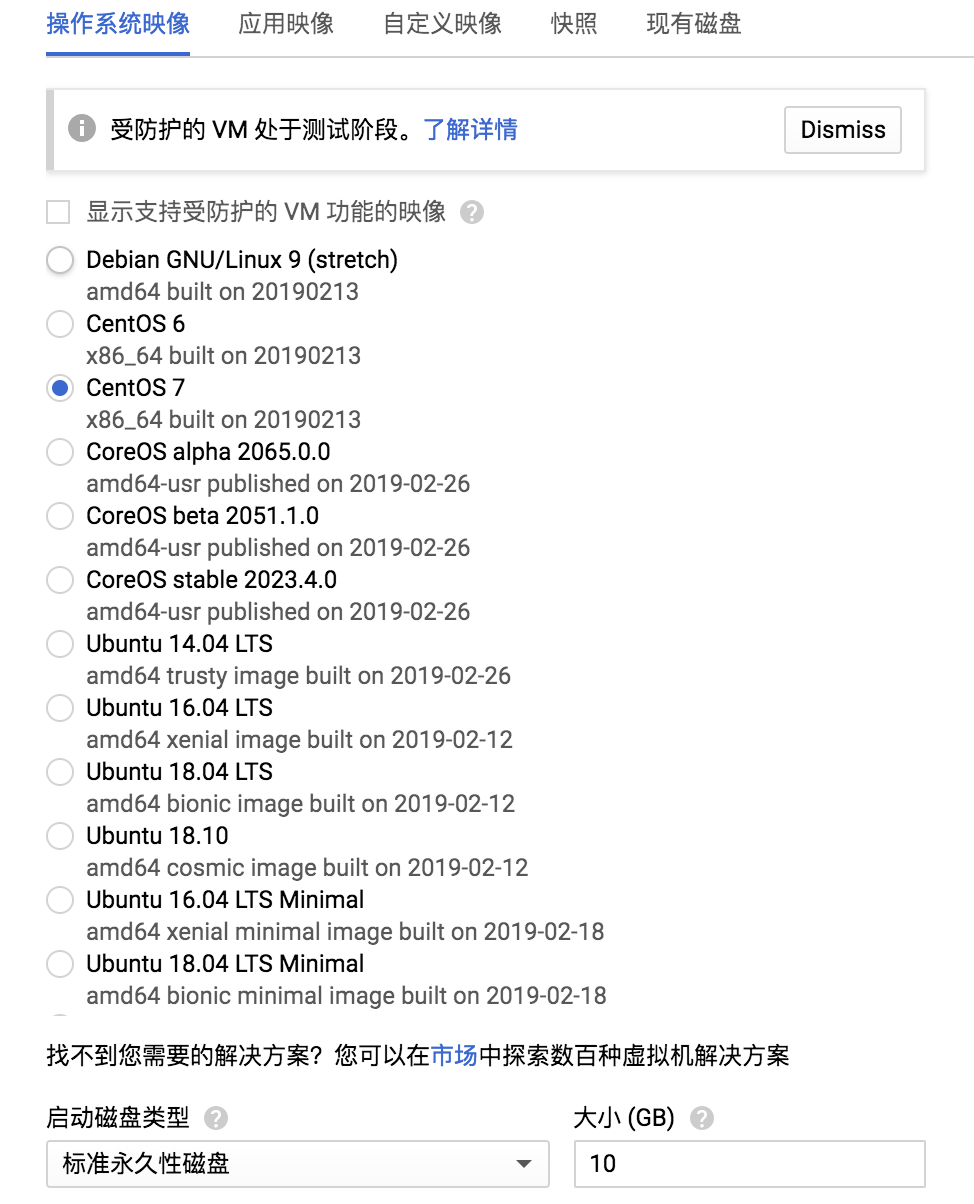 操作系统映像 应用映像 自定义映像 快照 现有磁盘
受防护的 VM 处于测试阶段。了解详情 Dismiss
显示支持受防护的 VM 功能的映像
Debian GNU/Linux 9 (stretch)
amd64 built on 20190213
CentOS 6
x86_64 built on 20190213
CentOS 7
x86_64 built on 20190213
CoreOS alpha 2065.0.0
amd64-usr published on 2019-02-26
CoreOS beta 2051.1.0
amd64-usr published on 2019-02-26
CoreOS stable 2023.4.0
amd64-usr published on 2019-02-26
Ubuntu 14.04 LTS
amd64 trusty image built on 2019-02-26
Ubuntu 16.04 LTS
amd64 xenial image built on 2019-02-12
Ubuntu 18.04 LTS
amd64 bionic image built on 2019-02-12
Ubuntu 18.10
amd64 cosmic image built on 2019-02-12
Ubuntu 16.04 LTS Minimal
amd64 xenial minimal image built on 2019-02-18
Ubuntu 18.04 LTS Minimal
amd64 bionic minimal image built on 2019-02-18
找不到您需要的解决方案？您可以在市场中探索数百种虚拟机解决方案
启动磁盘类型 大小 (GB)
标准永久性磁盘 10